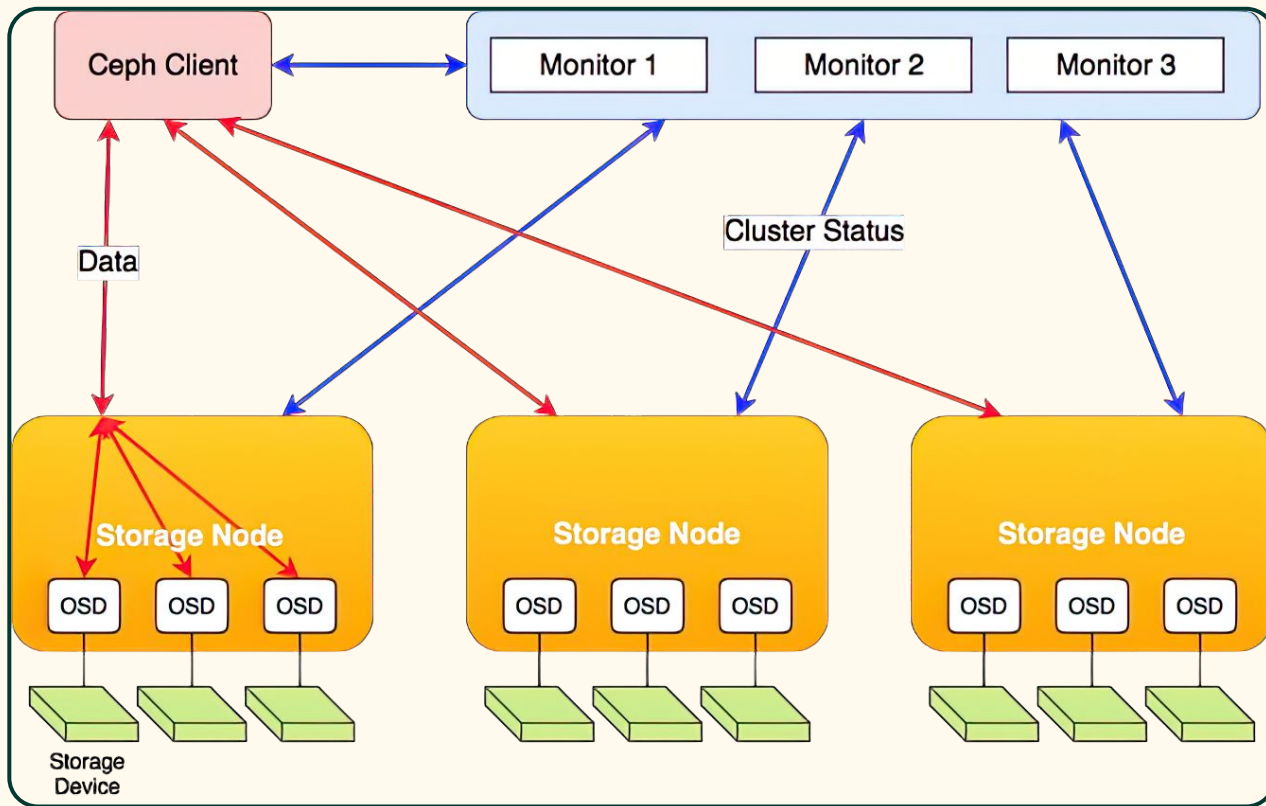 Ceph Client
Monitor 1
Monitor 2
Monitor 3
Cluster Status
Data
Storage Node
Storage Node
Storage Node
OSD
OSD
OSD
OSD
OSD
OSD
OSD
OSD
OSD
Storage
Device